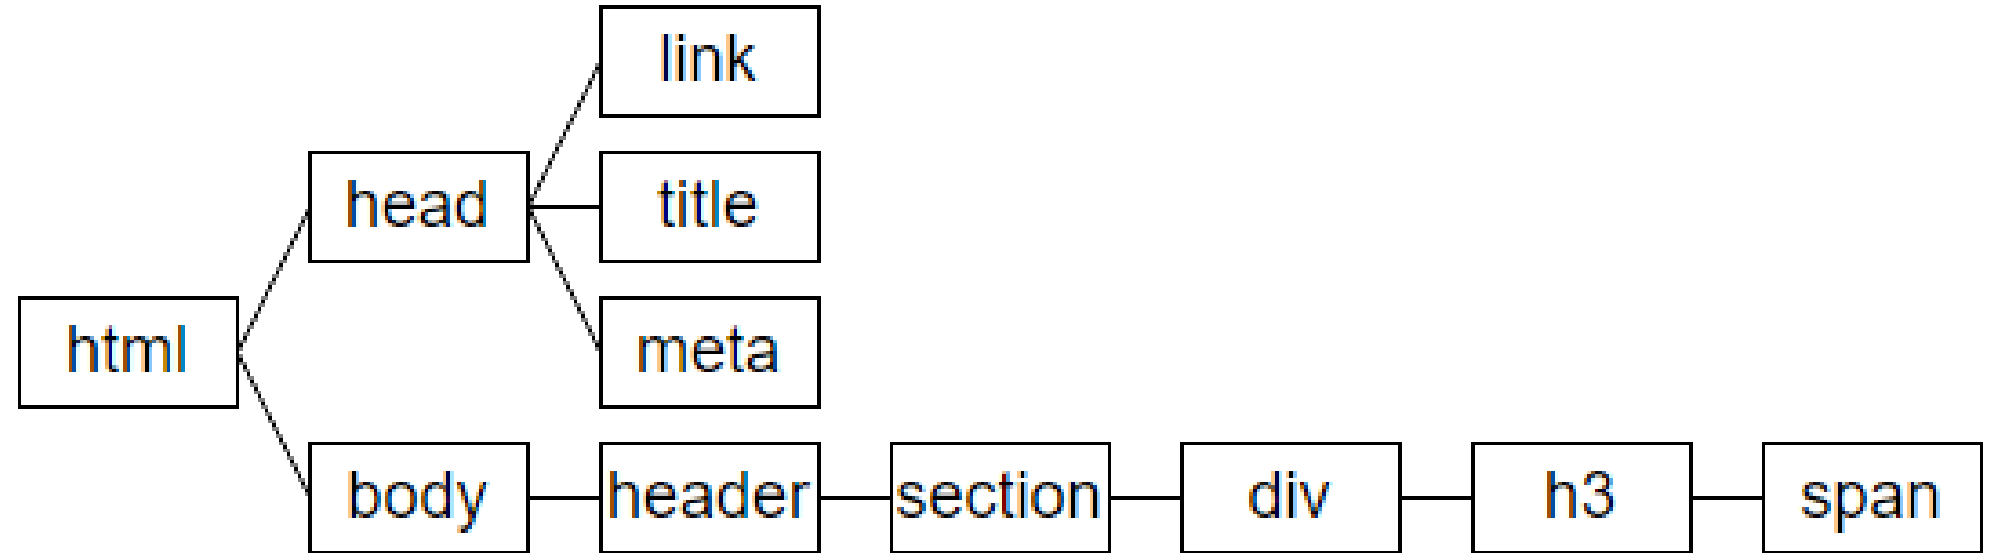 link
head
title
html
meta
body
header
section
div
h3
span